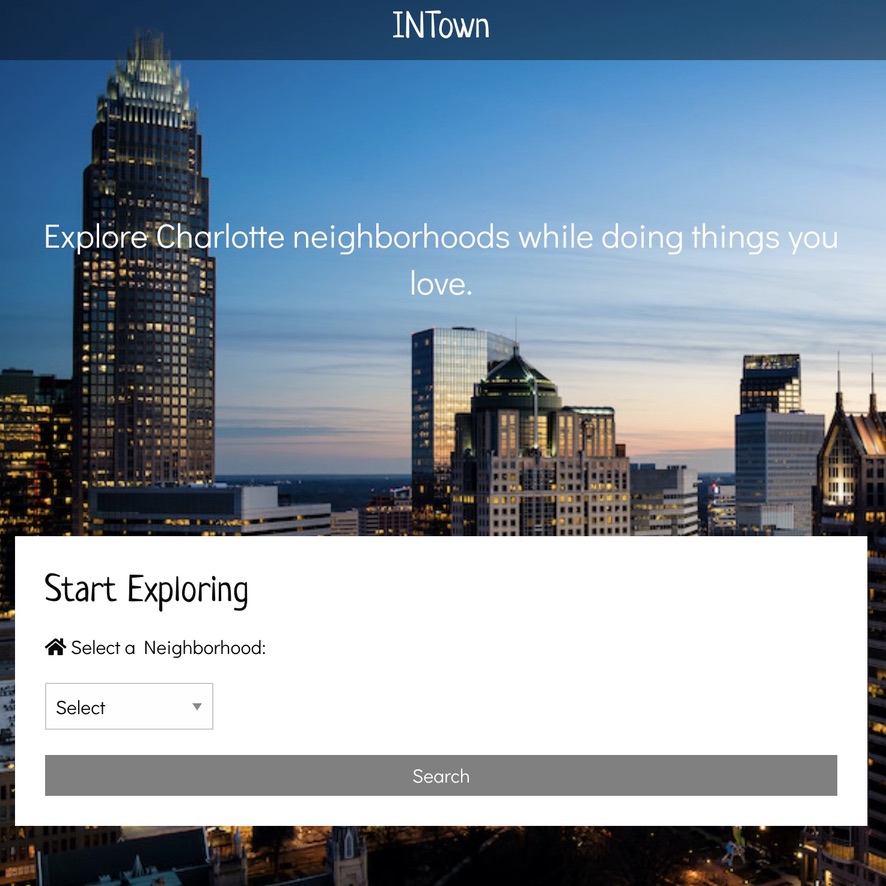 INTown
Explore Charlotte neighborhoods while doing things you
love.
Start Exploring
Select a Neighborhood:
Select
Search